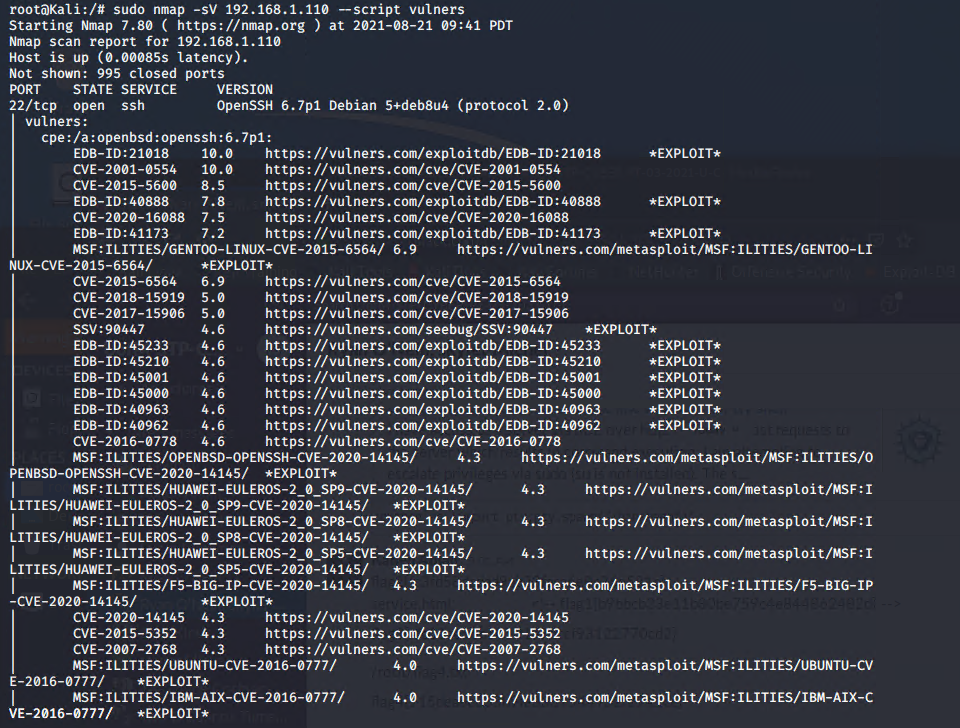 root@Kali:/# sudo nmap -sV 192.168.1.110 --script vulners
Starting Nmap 7.80 ( https://nmap.org ) at 2021-08-21 09:41 PDT
Nmap scan report for 192.168.1.110
Host is up (0.00085s latency).
Not shown: 995 closed ports
PORT    STATE SERVICE     VERSION
22/tcp  open  ssh         OpenSSH 6.7p1 Debian 5+deb8u4 (protocol 2.0)
| vulners:
|   cpe:/a:openbsd:openssh:6.7p1:
|       EDB-ID:21018    10.0    https://vulners.com/exploitdb/EDB-ID:21018      *EXPLOIT*
|       CVE-2001-0554   10.0    https://vulners.com/cve/CVE-2001-0554
|       CVE-2015-5600   8.5     https://vulners.com/cve/CVE-2015-5600
|       EDB-ID:40888    7.8     https://vulners.com/exploitdb/EDB-ID:40888      *EXPLOIT*
|       CVE-2020-16088  7.5     https://vulners.com/cve/CVE-2020-16088
|       EDB-ID:41173    7.2     https://vulners.com/exploitdb/EDB-ID:41173      *EXPLOIT*
|       MSF:ILITIES/GENTOO-LINUX-CVE-2015-6564/ 6.9     https://vulners.com/metasploit/MSF:ILITIES/GENTOO-LI
NUX-CVE-2015-6564/      *EXPLOIT*
|       CVE-2015-6564   6.9     https://vulners.com/cve/CVE-2015-6564
|       CVE-2018-15919  5.0     https://vulners.com/cve/CVE-2018-15919
|       CVE-2017-15906  5.0     https://vulners.com/cve/CVE-2017-15906
|       SSV:90447       4.6     https://vulners.com/seebug/SSV:90447    *EXPLOIT*
|       EDB-ID:45233    4.6     https://vulners.com/exploitdb/EDB-ID:45233      *EXPLOIT*
|       EDB-ID:45210    4.6     https://vulners.com/exploitdb/EDB-ID:45210      *EXPLOIT*
|       EDB-ID:45001    4.6     https://vulners.com/exploitdb/EDB-ID:45001      *EXPLOIT*
|       EDB-ID:45000    4.6     https://vulners.com/exploitdb/EDB-ID:45000      *EXPLOIT*
|       EDB-ID:40963    4.6     https://vulners.com/exploitdb/EDB-ID:40963      *EXPLOIT*
|       EDB-ID:40962    4.6     https://vulners.com/exploitdb/EDB-ID:40962      *EXPLOIT*
|       CVE-2016-0778   4.6     https://vulners.com/cve/CVE-2016-0778
|       MSF:ILITIES/OPENBSD-OPENSSH-CVE-2020-14145/     4.3     https://vulners.com/metasploit/MSF:ILITIES/O
PENBSD-OPENSSH-CVE-2020-14145/  *EXPLOIT*
|       MSF:ILITIES/HUAWEI-EULEROS-2_0_SP9-CVE-2020-14145/      4.3     https://vulners.com/metasploit/MSF:I
LITIES/HUAWEI-EULEROS-2_0_SP9-CVE-2020-14145/   *EXPLOIT*
|       MSF:ILITIES/HUAWEI-EULEROS-2_0_SP8-CVE-2020-14145/      4.3     https://vulners.com/metasploit/MSF:I
LITIES/HUAWEI-EULEROS-2_0_SP8-CVE-2020-14145/   *EXPLOIT*
|       MSF:ILITIES/HUAWEI-EULEROS-2_0_SP5-CVE-2020-14145/      4.3     https://vulners.com/metasploit/MSF:I
LITIES/HUAWEI-EULEROS-2_0_SP5-CVE-2020-14145/   *EXPLOIT*
|       MSF:ILITIES/F5-BIG-IP-CVE-2020-14145/   4.3     https://vulners.com/metasploit/MSF:ILITIES/F5-BIG-IP
-CVE-2020-14145/        *EXPLOIT*
|       CVE-2020-14145  4.3     https://vulners.com/cve/CVE-2020-14145
|       CVE-2015-5352   4.3     https://vulners.com/cve/CVE-2015-5352
|       CVE-2007-2768   4.3     https://vulners.com/cve/CVE-2007-2768
|       MSF:ILITIES/UBUNTU-CVE-2016-0777/       4.0     https://vulners.com/metasploit/MSF:ILITIES/UBUNTU-CV
E-2016-0777/    *EXPLOIT*
|       MSF:ILITIES/IBM-AIX-CVE-2016-0777/      4.0     https://vulners.com/metasploit/MSF:ILITIES/IBM-AIX-C
VE-2016-0777/   *EXPLOIT*